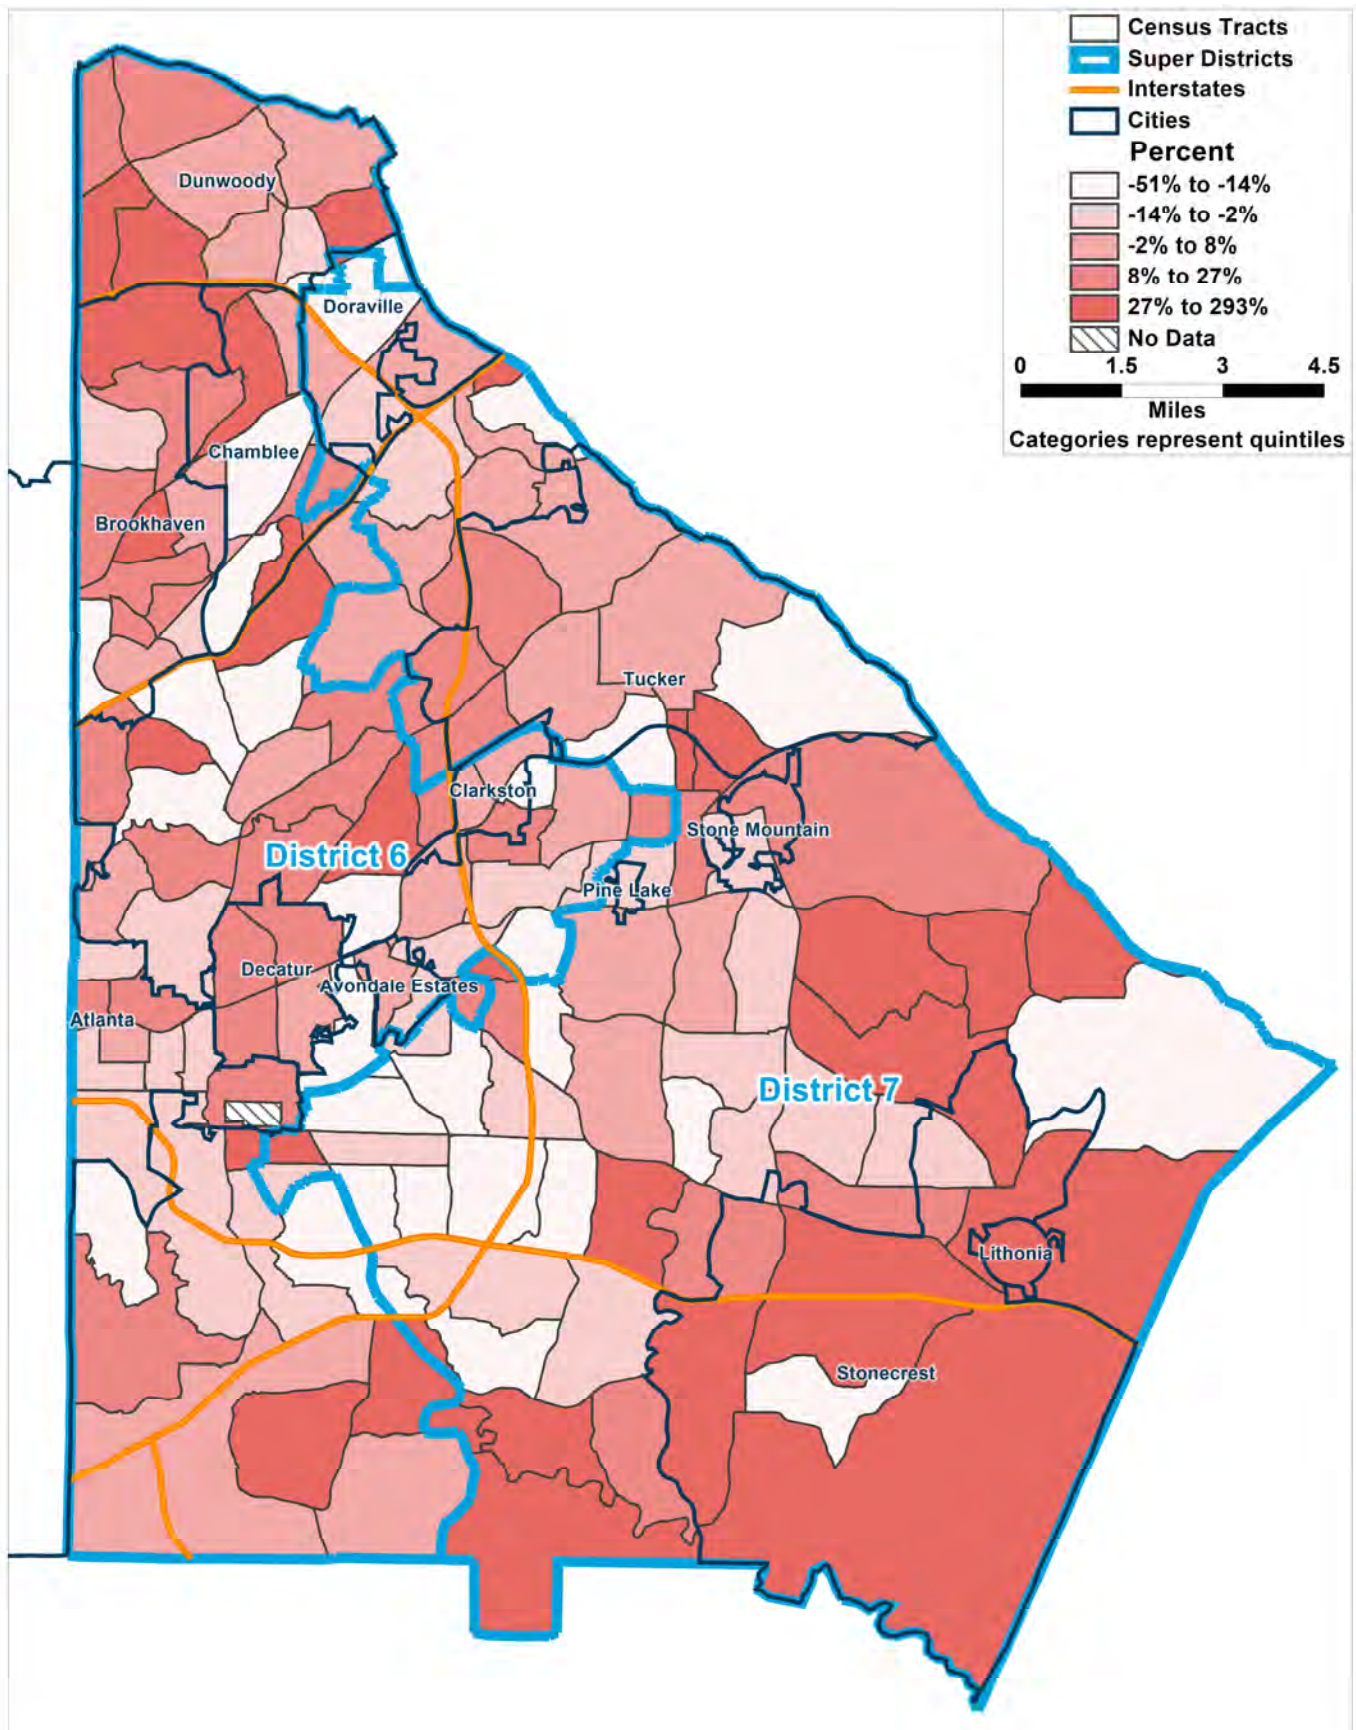 Census Tracts
Super Districts
Interstates
Cities
Percent
-51% to -14%
-14% to -2%
-2% to 8%
8% to 27%
27% to 293%
No Data
0 1.5 3 4.5
Miles
Categories represent quintiles
Dunwoody
Doraville
Chamblee
Brookhaven
Tucker
Clarkston
Stone Mountain
District 6
Pine Lake
Decatur
Avondale Estates
Atlanta
District 7
Lithonia
Stonecrest